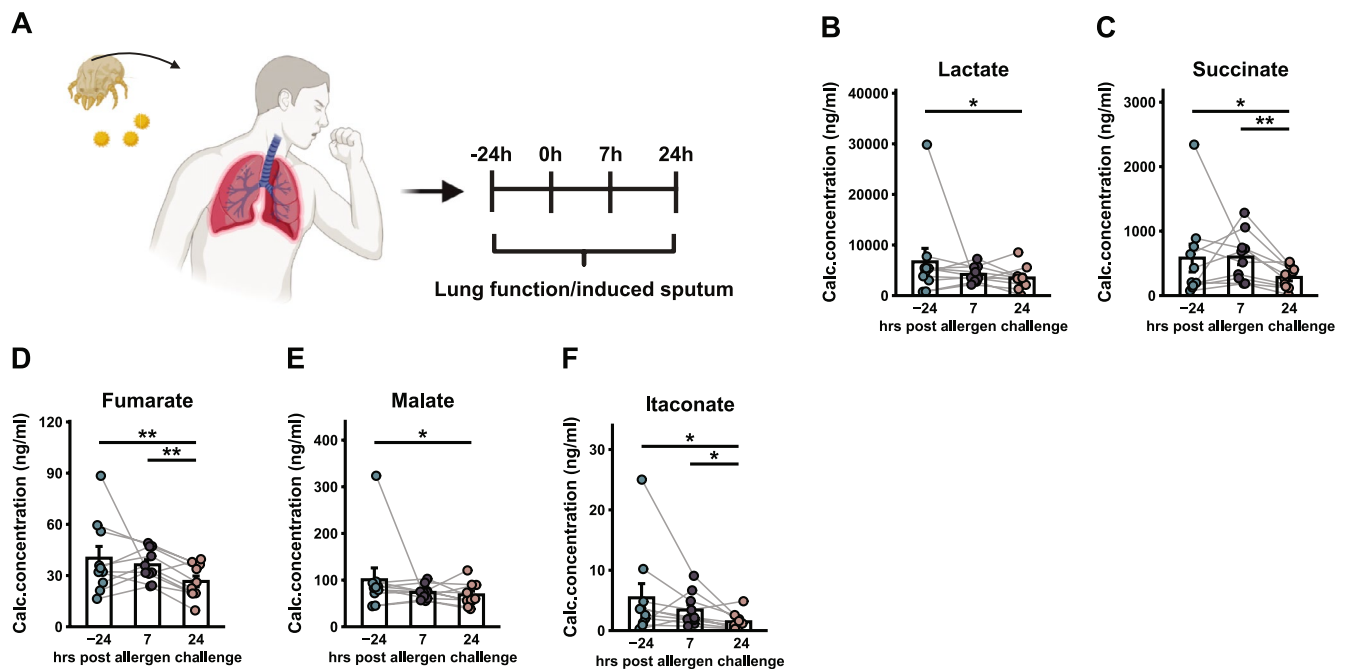 A
-24h 0h 7h 24h
Lung function/induced sputum
B
Lactate
Calc.concentration (ng/ml)
40000
30000
20000
10000
0
*
−24 7 24
hrs post allergen challenge
C
Succinate
Calc.concentration (ng/ml)
3000
2000
1000
0
*
**
−24 7 24
hrs post allergen challenge
D
Fumarate
Calc.concentration (ng/ml)
120
90
60
30
0
**
**
−24 7 24
hrs post allergen challenge
E
Malate
Calc.concentration (ng/ml)
400
300
200
100
0
*
−24 7 24
hrs post allergen challenge
F
Itaconate
Calc.concentration (ng/ml)
30
20
10
0
*
*
−24 7 24
hrs post allergen challenge